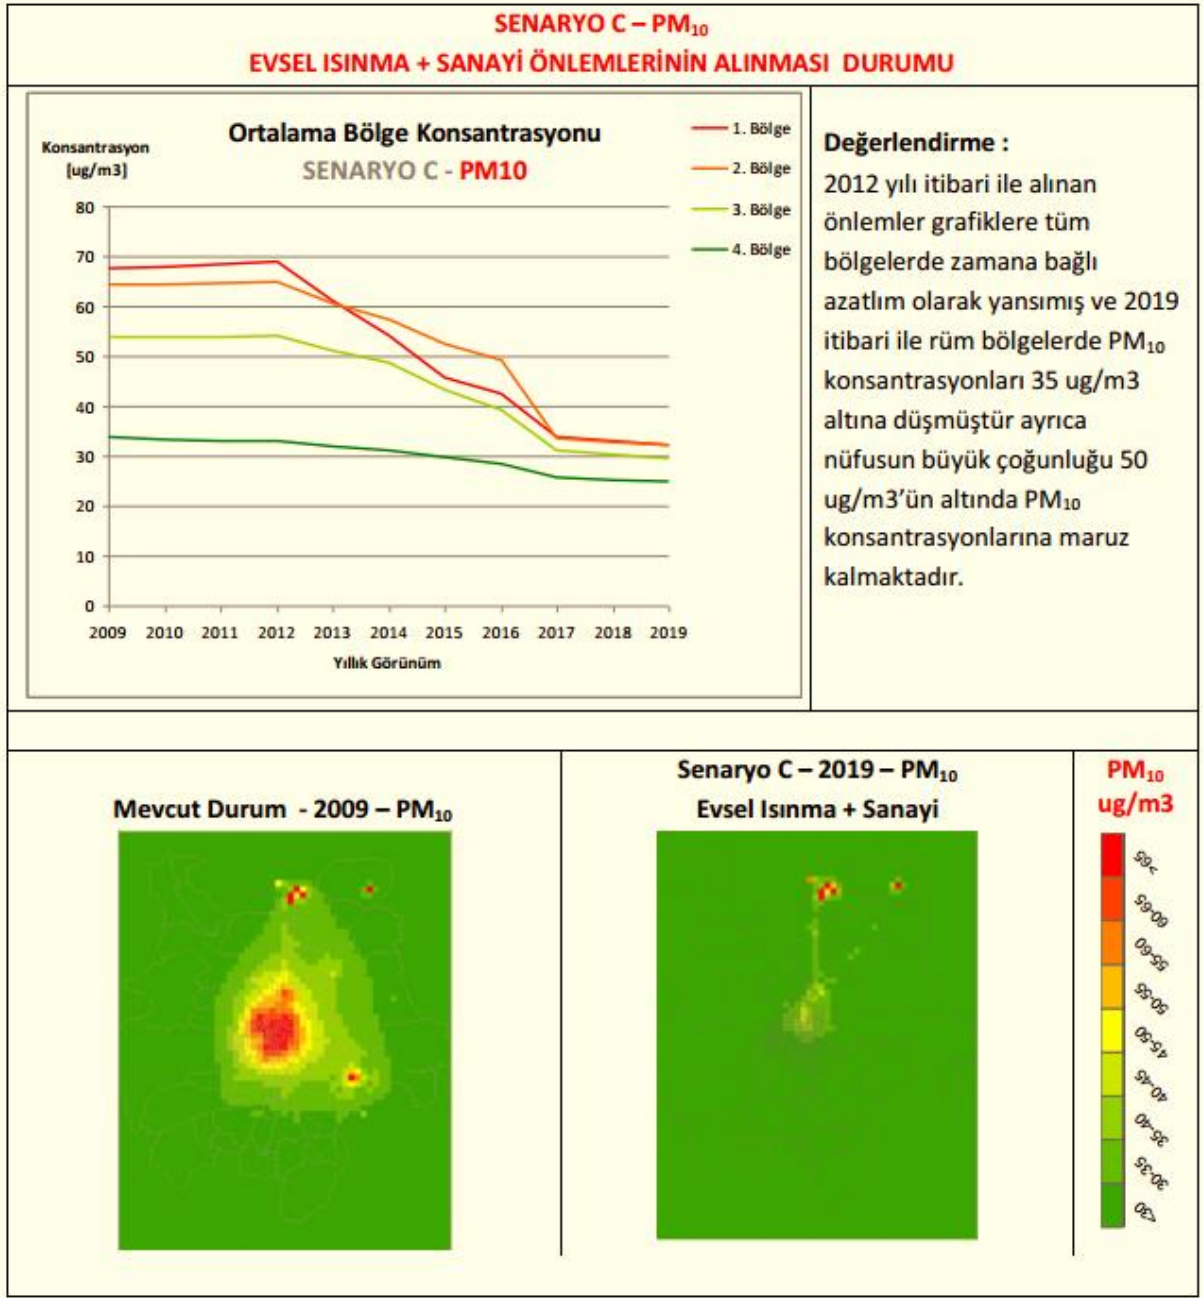 SENARYO C – PM₁₀
EVSEL ISINMA + SANAYİ ÖNLEMLERİNİN ALINMASI DURUMU
Ortalama Bölge Konsantrasyonu
SENARYO C - PM10
Konsantrasyon
[ug/m3]
1. Bölge
2. Bölge
3. Bölge
4. Bölge
80
70
60
50
40
30
20
10
0
2009 2010 2011 2012 2013 2014 2015 2016 2017 2018 2019
Yıllık Görünüm
Değerlendirme :
2012 yılı itibari ile alınan
önlemler grafiklere tüm
bölgelerde zamana bağlı
azatlım olarak yansımış ve 2019
itibari ile rüm bölgelerde PM₁₀
konsantrasyonları 35 ug/m3
altına düşmüştür ayrıca
nüfusun büyük çoğunluğu 50
ug/m3’ün altında PM₁₀
konsantrasyonlarına maruz
kalmaktadır.
Mevcut Durum - 2009 – PM₁₀
Senaryo C – 2019 – PM₁₀
Evsel Isınma + Sanayi
PM₁₀
ug/m3
>65
60-65
55-60
50-55
45-50
40-45
35-40
30-35
<30